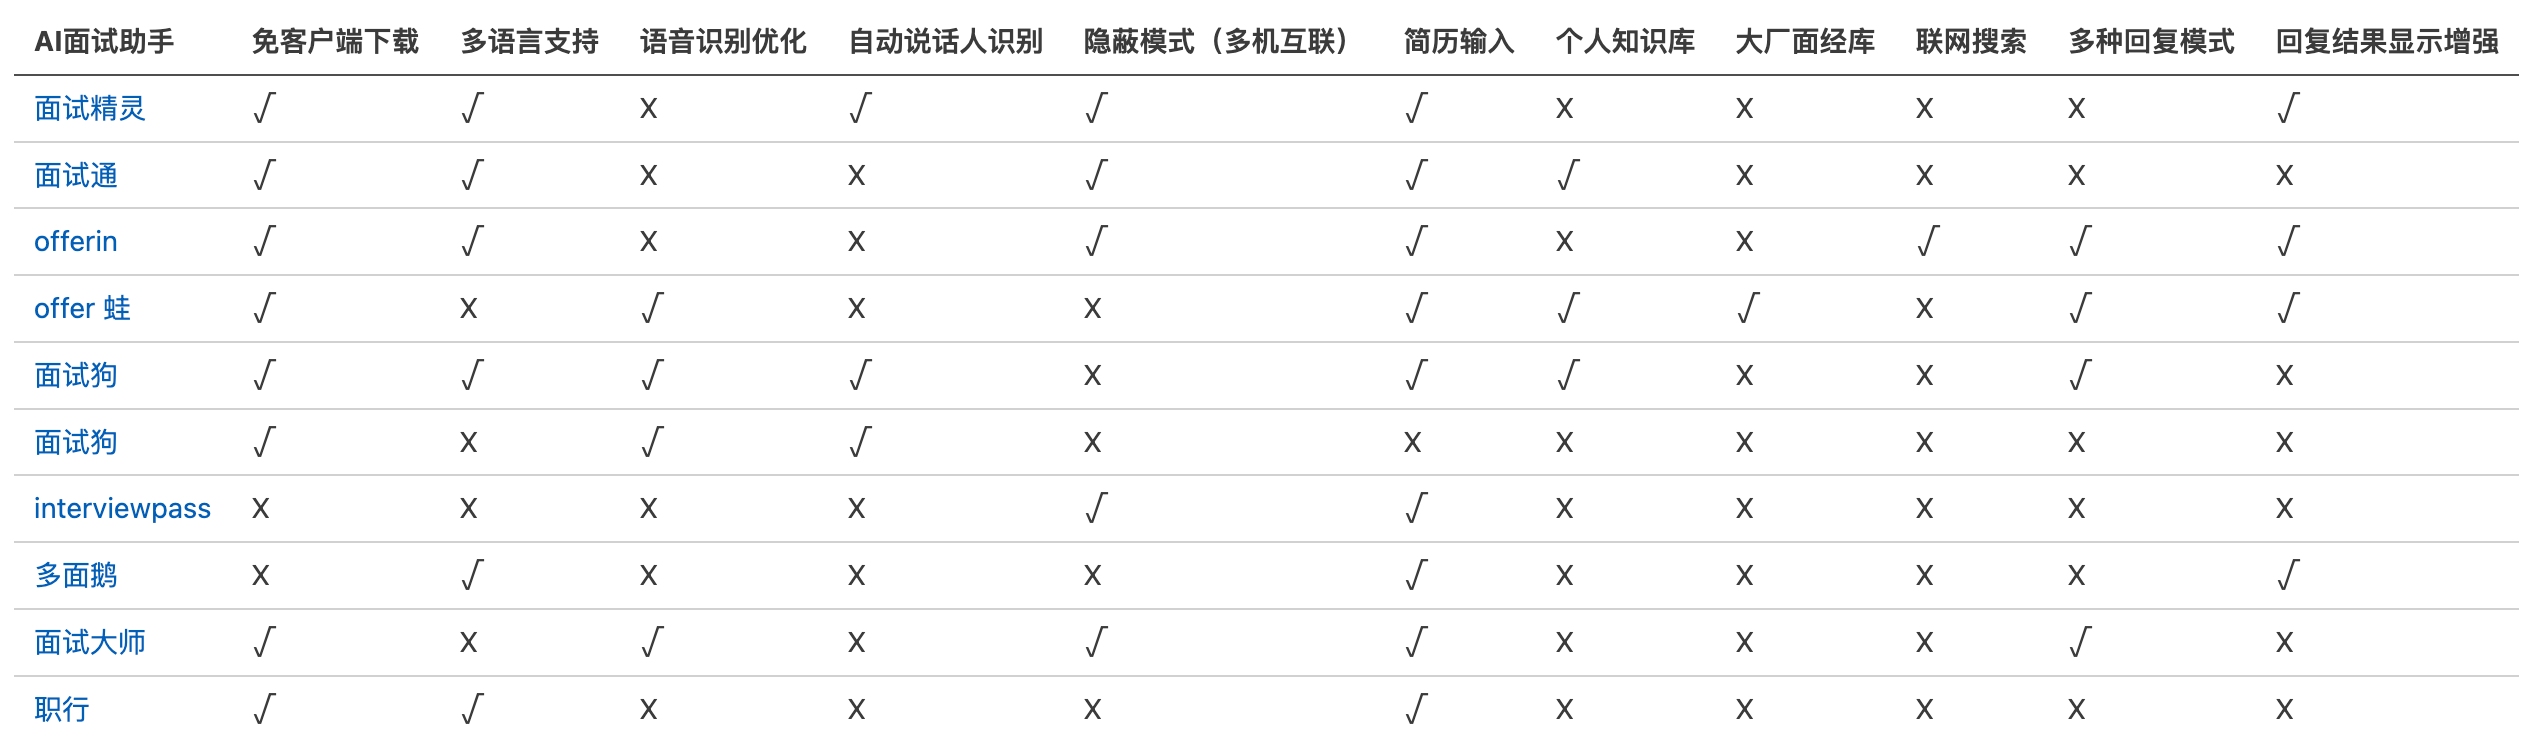 AI面试助手 免客户端下载 多语言支持 语音识别优化 自动说话人识别 隐蔽模式（多机互联） 简历输入 个人知识库 大厂面经库 联网搜索 多种回复模式 回复结果显示增强
面试精灵 √ √ X √ √ √ X X X X √
面试通 √ √ X X √ √ √ X X X X
offerin √ √ X X √ √ X X √ √ √
offer 蛙 √ X √ X X √ √ √ X √ √
面试狗 √ √ √ √ X √ √ X X √ X
面试狗 √ X √ √ X X X X X X X
interviewpass X X X X √ √ X X X X X
多面鹅 X √ X X X √ X X X X √
面试大师 √ X √ X √ √ X X X √ X
职行 √ √ X X X √ X X X X X